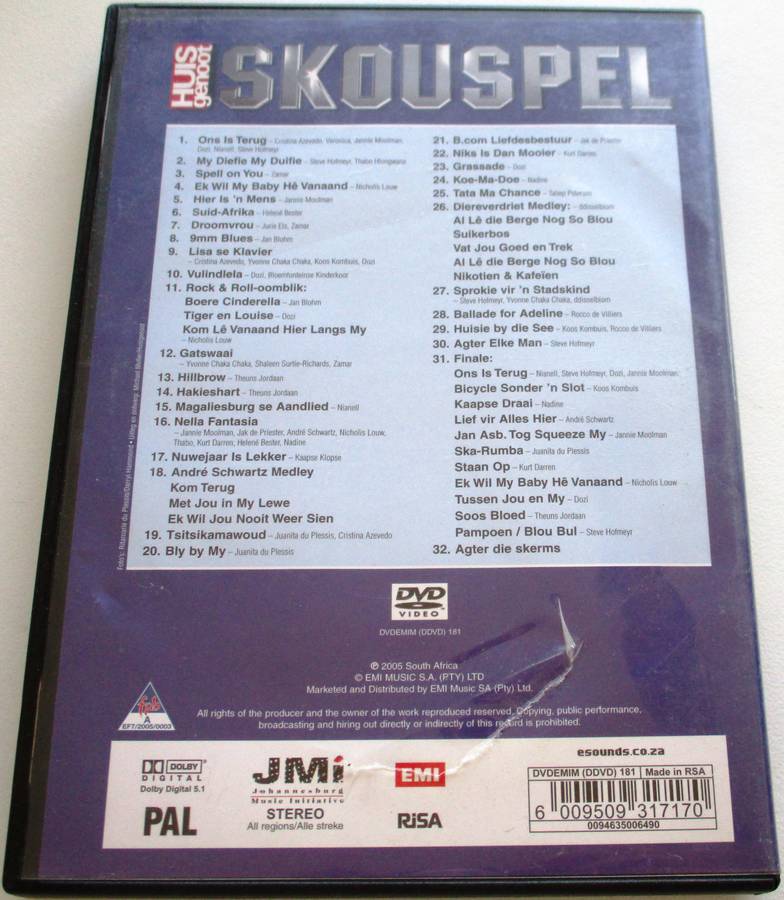 HUIS
genoot
SKOUSPEL
1. Ons Is Terug – Cristina Azevedo, Veronica, Jannie Moolman,
Dozi, Nianell, Steve Hofmeyr
2. My Diefie My Duifie – Steve Hofmeyr, Thabo Hlongwane
3. Spell on You – Zamar
4. Ek Wil My Baby Hê Vanaand – Nicholis Louw
5. Hier Is 'n Mens – Jannie Moolman
6. Suid-Afrika – Helené Bester
7. Droomvrou – Jurie Els, Zamar
8. 9mm Blues – Jan Blohm
9. Lisa se Klavier
– Cristina Azevedo, Yvonne Chaka Chaka, Koos Kombuis, Dozi
10. Vulindlela – Dozi, Bloemfonteinse Kinderkoor
11. Rock & Roll-oomblik:
Boere Cinderella – Jan Blohm
Tiger en Louise – Dozi
Kom Lê Vanaand Hier Langs My
– Nicholis Louw
12. Gatswaai
– Yvonne Chaka Chaka, Shaleen Surtie-Richards, Zamar
13. Hillbrow – Theuns Jordaan
14. Hakieshart – Theuns Jordaan
15. Magaliesburg se Aandlied – Nianell
16. Nella Fantasia
– Jannie Moolman, Jak de Priester, André Schwartz, Nicholis Louw,
Thabo, Kurt Darren, Helené Bester, Nadine
17. Nuwejaar Is Lekker – Kaapse Klopse
18. André Schwartz Medley
Kom Terug
Met Jou in My Lewe
Ek Wil Jou Nooit Weer Sien
19. Tsitsikamawoud – Juanita du Plessis, Cristina Azevedo
20. Bly by My – Juanita du Plessis
21. B.com Liefdesbestuur – Jak de Priester
22. Niks Is Dan Mooier – Kurt Darren
23. Grassade – Dozi
24. Koe-Ma-Doe – Nadine
25. Tata Ma Chance
26. Diereverdriet Medley: – ddisselblom
Al Lê die Berge Nog So Blou
Suikerbos
Vat Jou Goed en Trek
Al Lê die Berge Nog So Blou
Nikotien & Kafeïen
27. Sprokie vir 'n Stadskind
– Steve Hofmeyr, Yvonne Chaka Chaka, ddisselblom
28. Ballade for Adeline – Rocco de Villiers
29. Huisie by die See – Koos Kombuis, Rocco de Villiers
30. Agter Elke Man – Steve Hofmeyr
31. Finale:
Ons Is Terug – Nianell, Steve Hofmeyr, Dozi, Jannie Moolman
Bicycle Sonder 'n Slot – Koos Kombuis
Kaapse Draai – Nadine
Lief vir Alles Hier – André Schwartz
Jan Asb. Tog Squeeze My – Jannie Moolman
Ska-Rumba – Juanita du Plessis
Staan Op – Kurt Darren
Ek Wil My Baby Hê Vanaand – Nicholis Louw
Tussen Jou en My – Dozi
Soos Bloed – Theuns Jordaan
Pampoen / Blou Bul – Steve Hofmeyr
32. Agter die skerms
DVD
VIDEO
DVDEMIM (DDVD) 181
℗ 2005 South Africa
© EMI MUSIC S.A. (PTY) LTD
Marketed and Distributed by EMI Music SA (Pty) Ltd.
fpb
A
EFT/2005/0003
All rights of the producer and the owner of the work reproduced reserved. Copying, public performance,
broadcasting and hiring out directly or indirectly of this record is prohibited.
DOLBY
DIGITAL
Dolby Digital 5.1
PAL
JMi
Johannesburg
Music Initiative
STEREO
All regions/Alle streke
EMI
RiSA
esounds.co.za
DVDEMIM (DDVD) 181 Made in RSA
6 009509 317170
0094635006490